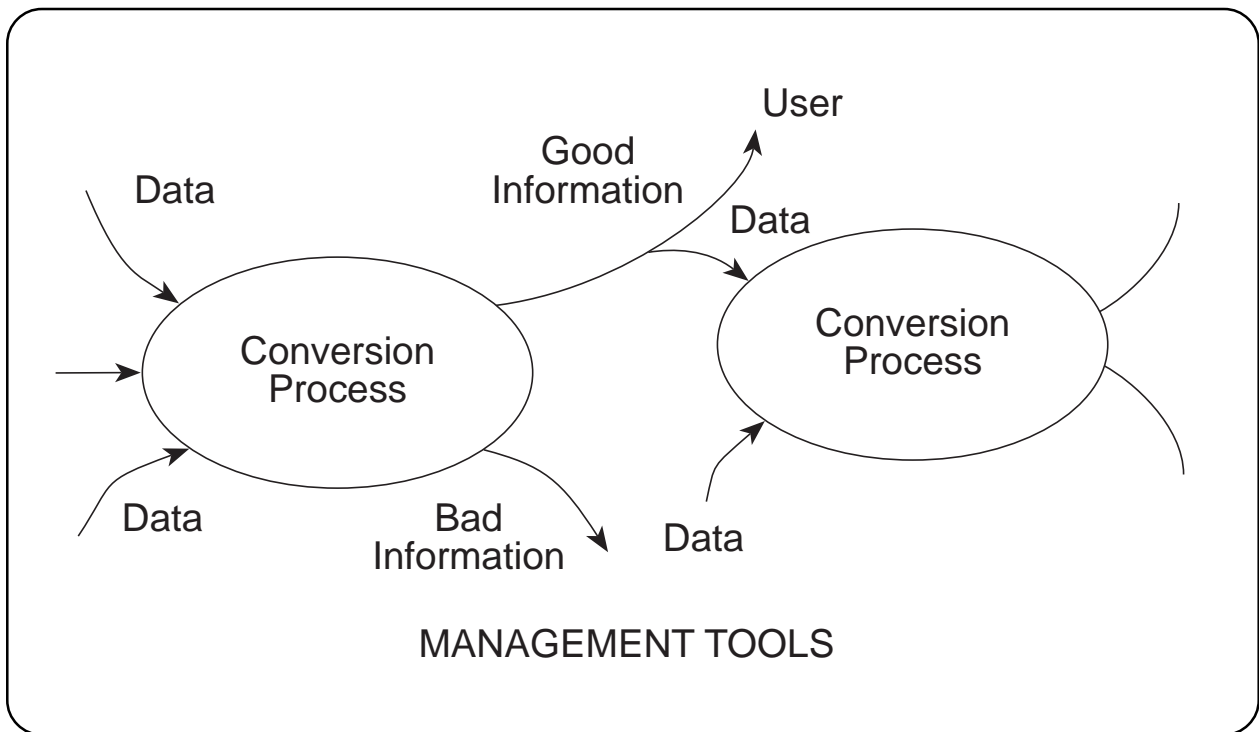 User
Good
Information
Data
Data
Conversion
Process
Conversion
Process
Data
Bad
Information
Data
MANAGEMENT TOOLS